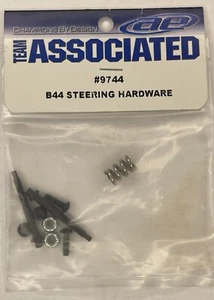 CHAMPIONS BY DESIGN
TEAM
ASSOCIATED
#9744
B44 STEERING HARDWARE